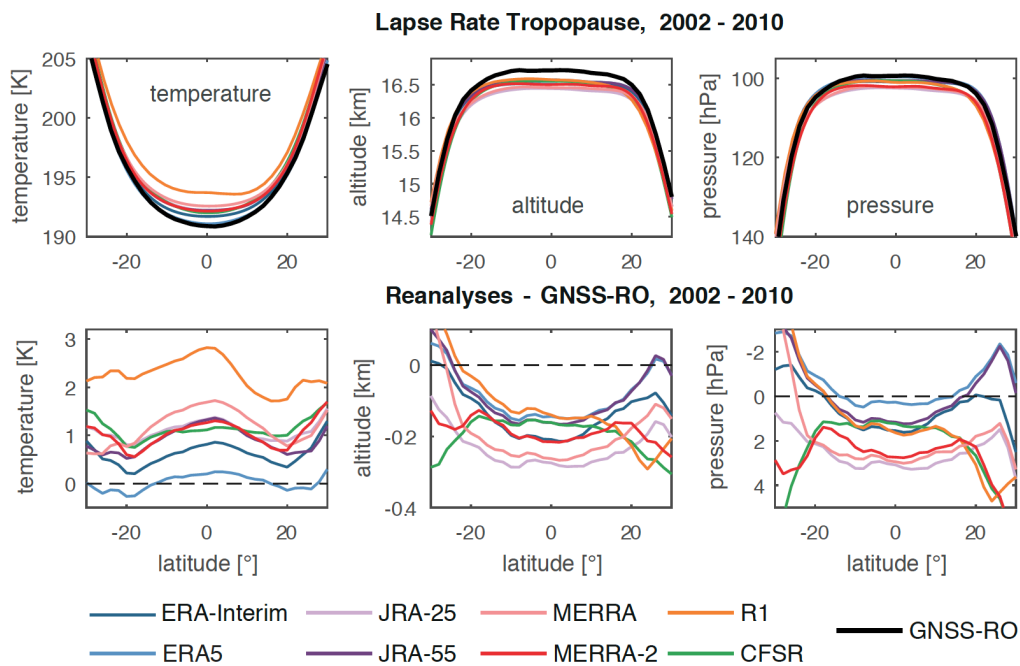 Lapse Rate Tropopause, 2002 - 2010
temperature [K]
205
200
195
190
temperature
-20 0 20
altitude [km]
16.5
16
15.5
15
14.5
altitude
-20 0 20
pressure [hPa]
100
120
140
pressure
-20 0 20
Reanalyses - GNSS-RO, 2002 - 2010
temperature [K]
3
2
1
0
-20 0 20
latitude [°]
altitude [km]
0
-0.2
-0.4
-20 0 20
latitude [°]
pressure [hPa]
-2
0
2
4
-20 0 20
latitude [°]
ERA-Interim JRA-25 MERRA R1
GNSS-RO
ERA5 JRA-55 MERRA-2 CFSR